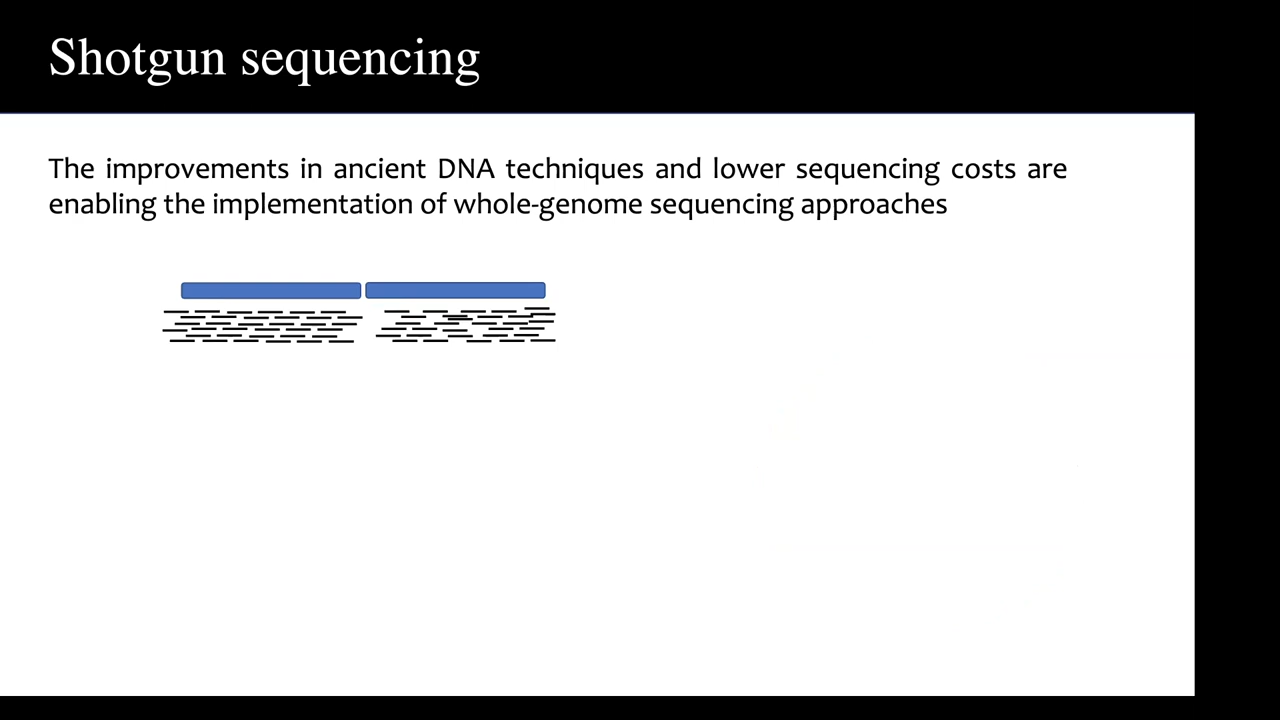 Shotgun sequencing
The improvements in ancient DNA techniques and lower sequencing costs are
enabling the implementation of whole-genome sequencing approaches